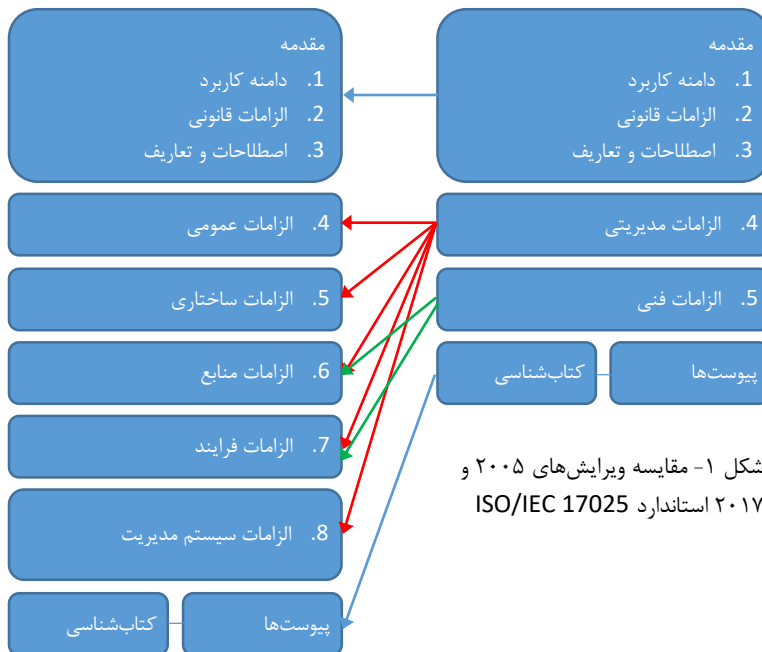 مقدمه
1. دامنه کاربرد
2. الزامات قانونی
3. اصطلاحات و تعاریف
4. الزامات مدیریتی
5. الزامات فنی
پیوست‌ها
کتاب‌شناسی
شکل ۱- مقایسه ویرایش‌های ۲۰۰۵ و
۲۰۱۷ استاندارد ISO/IEC 17025
مقدمه
1. دامنه کاربرد
2. الزامات قانونی
3. اصطلاحات و تعاریف
4. الزامات عمومی
5. الزامات ساختاری
6. الزامات منابع
7. الزامات فرایند
8. الزامات سیستم مدیریت
پیوست‌ها
کتاب‌شناسی